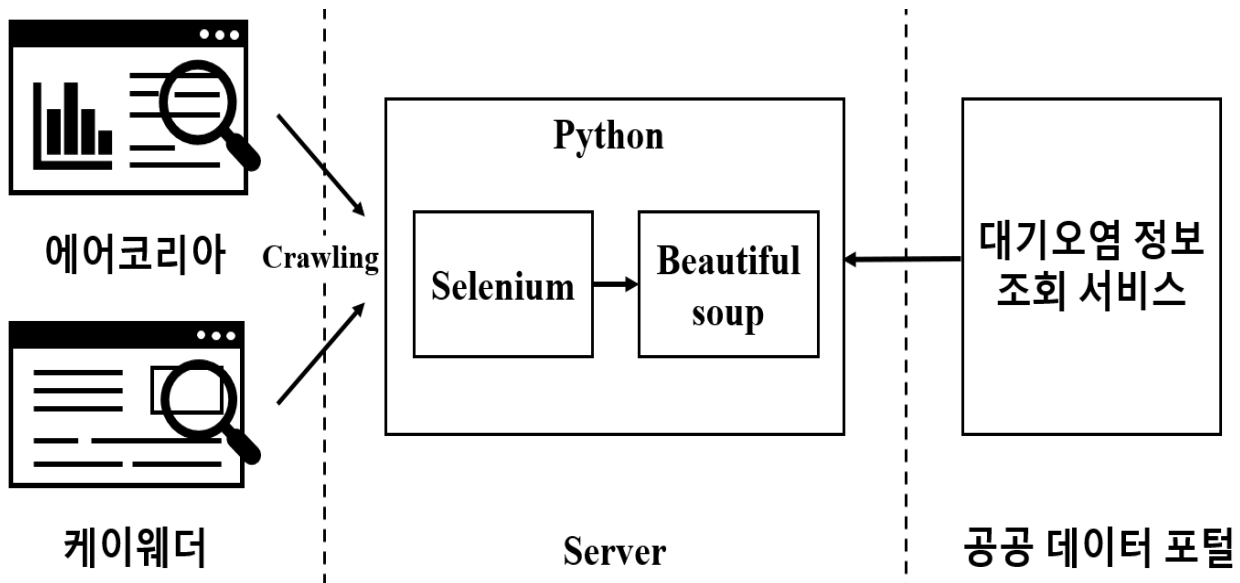 에어코리아
케이웨더
Crawling
Python
Selenium
Beautiful
soup
Server
대기오염 정보
조회 서비스
공공 데이터 포털